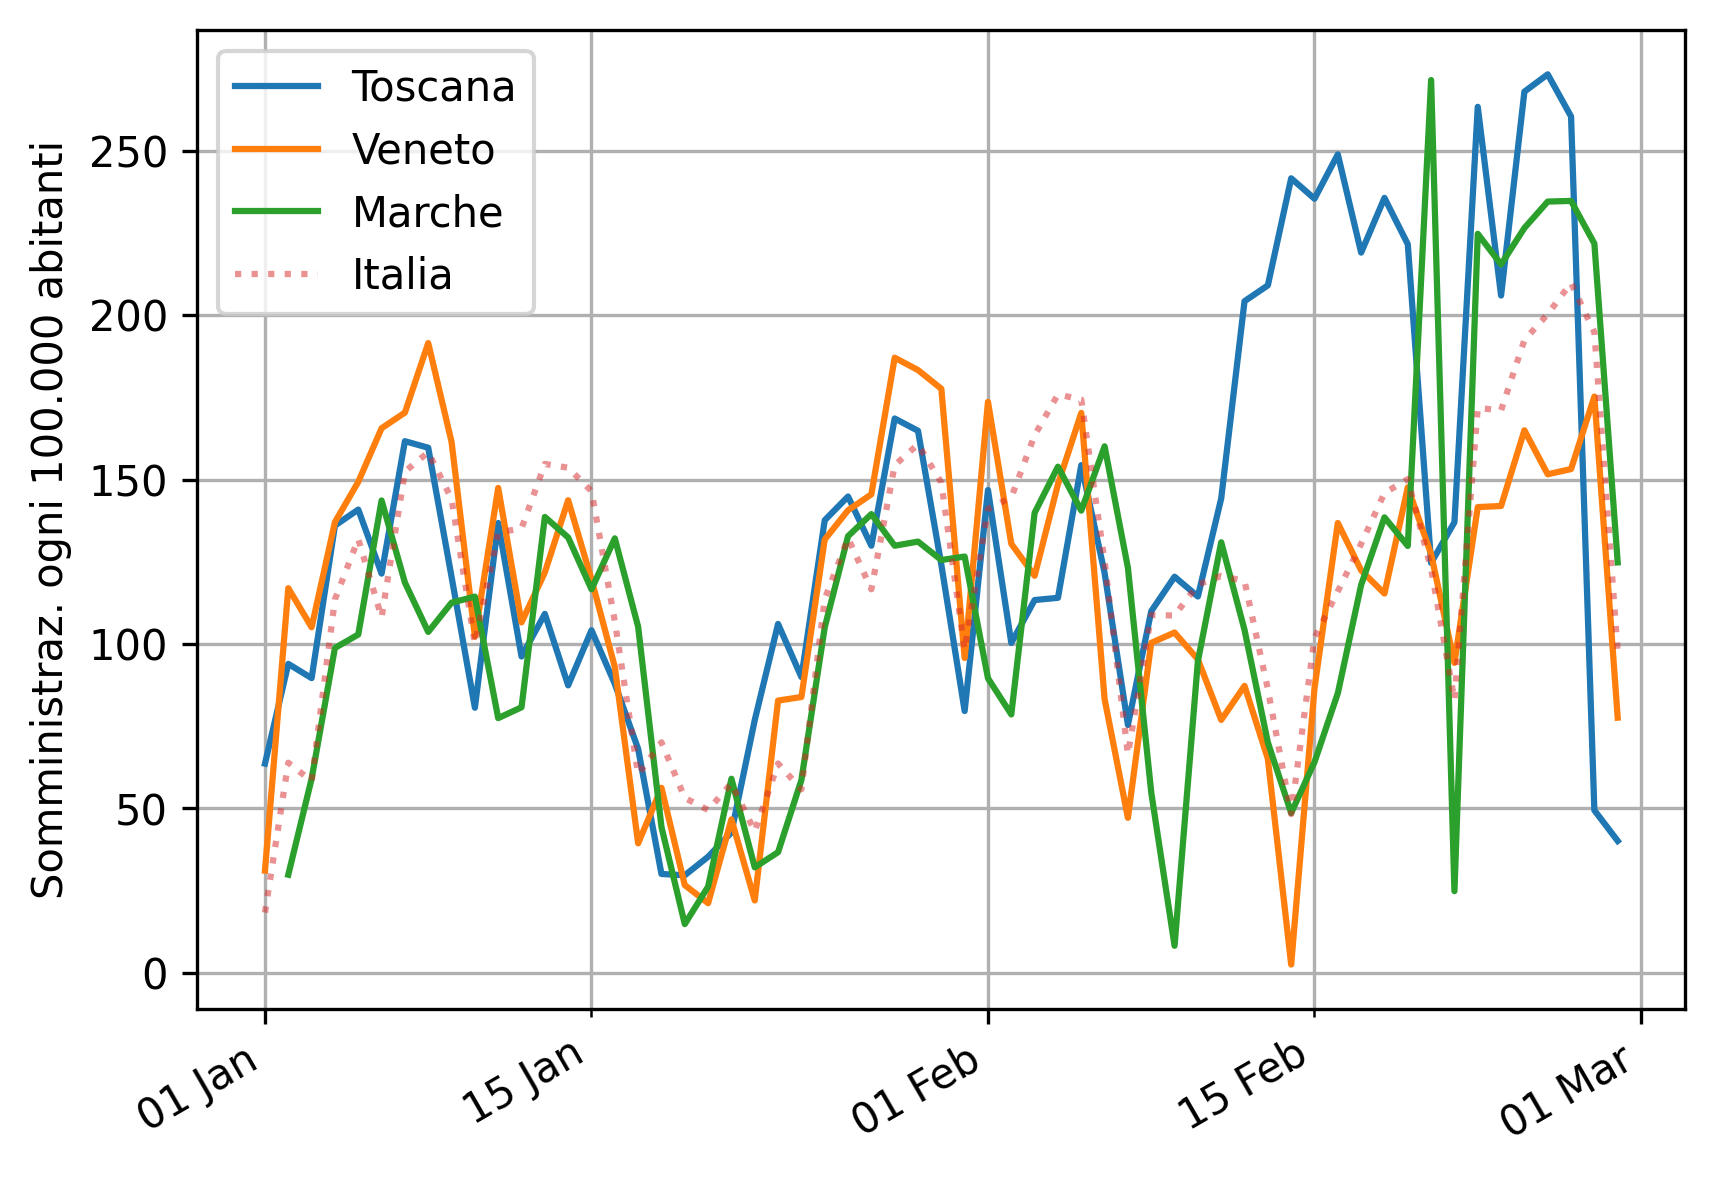 Toscana
Veneto
Marche
Italia
Somministraz. ogni 100.000 abitanti
250
200
150
100
50
0
01 Jan
15 Jan
01 Feb
15 Feb
01 Mar